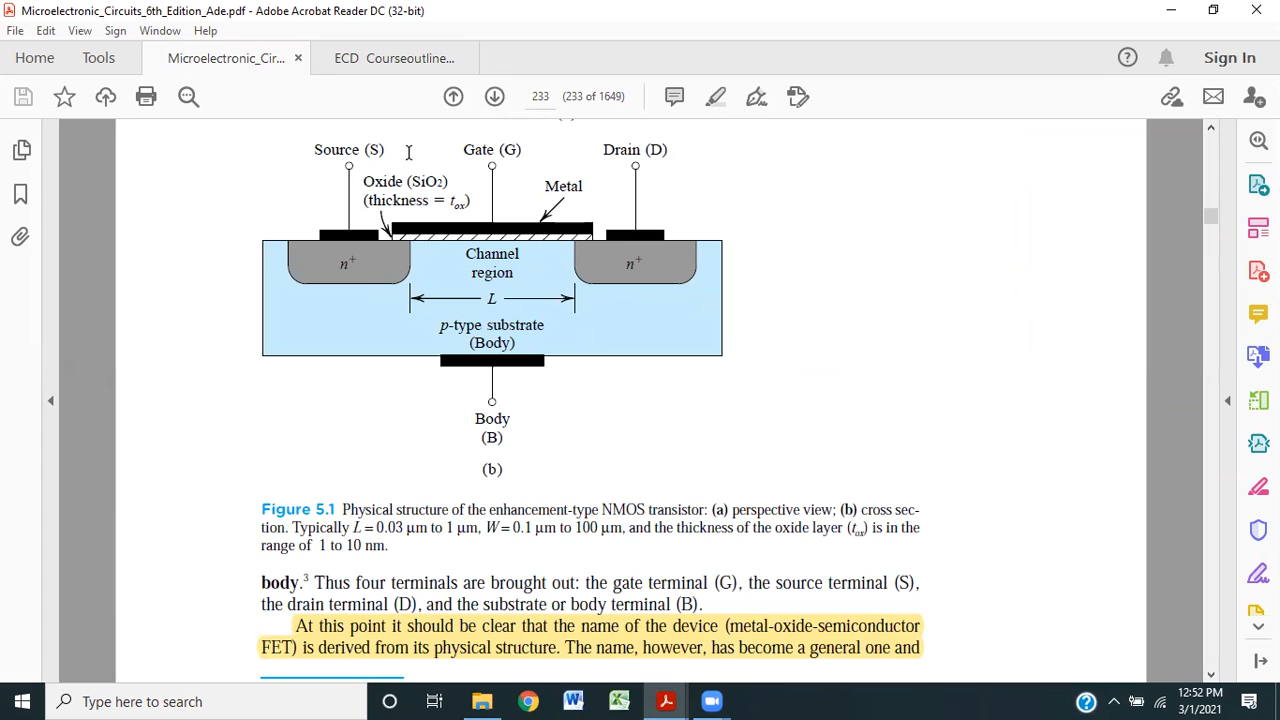 Microelectronic_Circuits_6th_Edition_Ade.pdf - Adobe Acrobat Reader DC (32-bit)
File Edit View Sign Window Help
Home Tools Microelectronic_Cir... × ECD Courseoutline... Sign In
233 (233 of 1649)
Source (S) Gate (G) Drain (D)
Oxide (SiO2) Metal
(thickness = tox)
n+ Channel n+
region
L
p-type substrate
(Body)
Body
(B)
(b)
Figure 5.1 Physical structure of the enhancement-type NMOS transistor: (a) perspective view; (b) cross sec-
tion. Typically L = 0.03 μm to 1 μm, W = 0.1 μm to 100 μm, and the thickness of the oxide layer (tox) is in the
range of 1 to 10 nm.
body.3 Thus four terminals are brought out: the gate terminal (G), the source terminal (S),
the drain terminal (D), and the substrate or body terminal (B).
At this point it should be clear that the name of the device (metal-oxide-semiconductor
FET) is derived from its physical structure. The name, however, has become a general one and
Type here to search
12:52 PM
3/1/2021